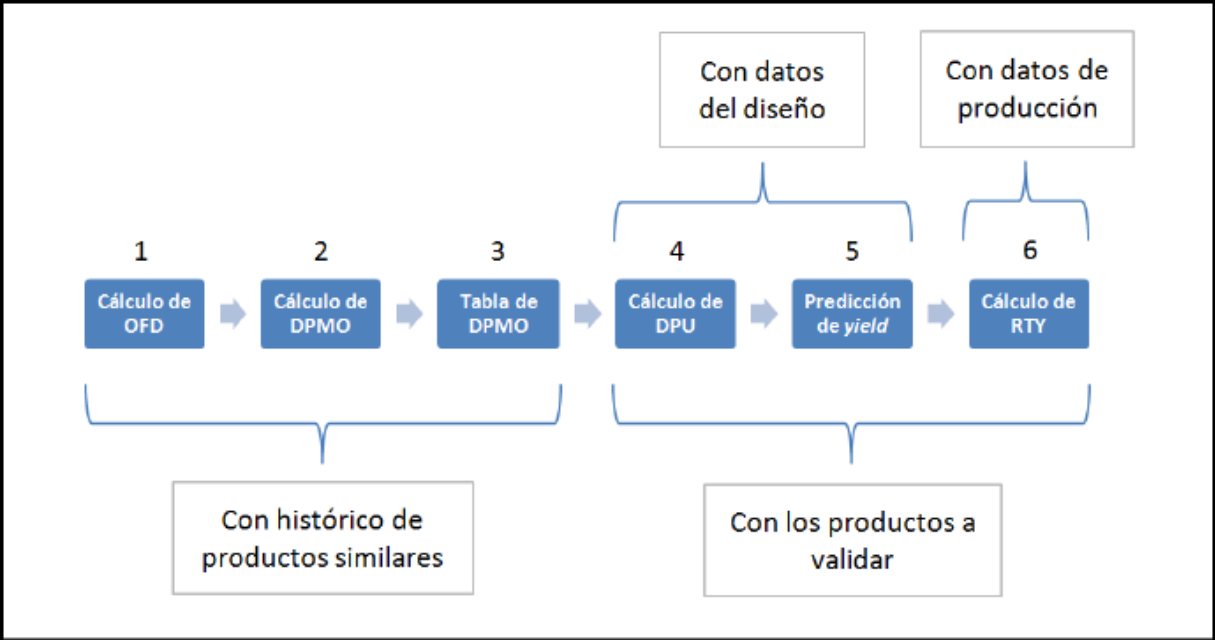 Con datos
del diseño
Con datos de
producción
1
2
3
4
5
6
Cálculo de
OFD
Cálculo de
DPMO
Tabla de
DPMO
Cálculo de
DPU
Predicción
de yield
Cálculo de
RTY
Con histórico de
productos similares
Con los productos a
validar